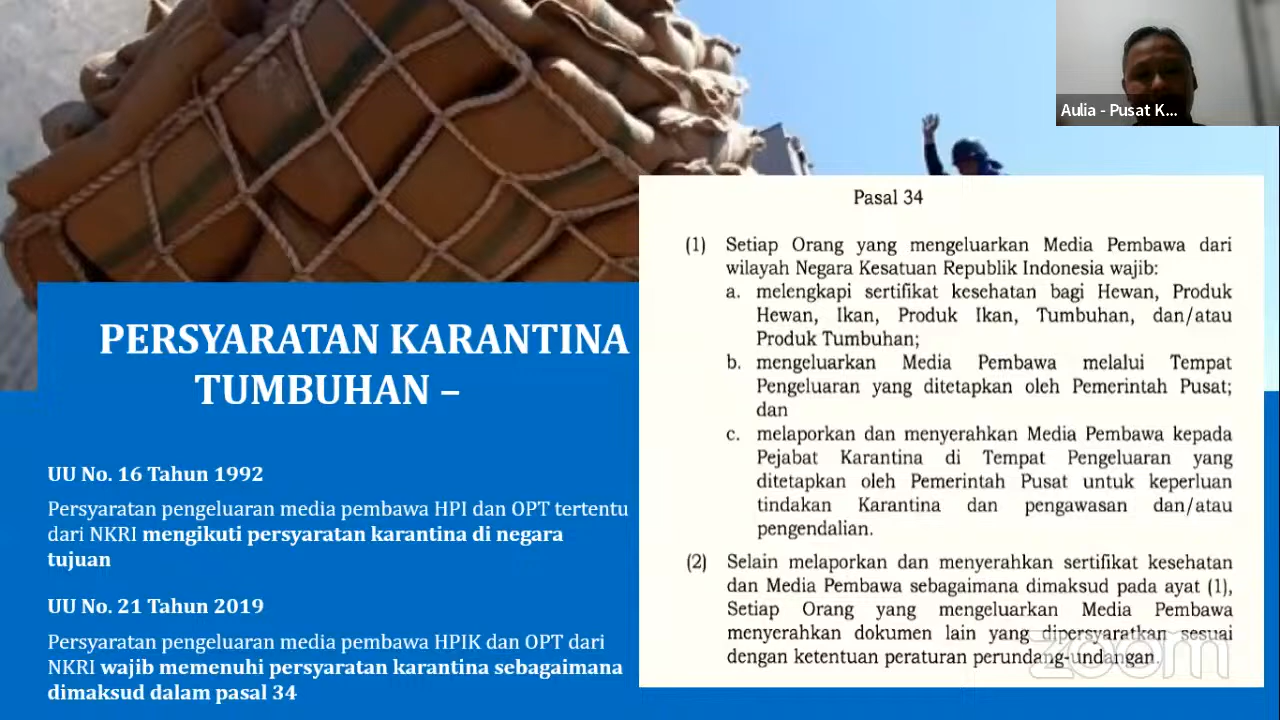 Aulia - Pusat K...
PERSYARATAN KARANTINA
TUMBUHAN –
UU No. 16 Tahun 1992
Persyaratan pengeluaran media pembawa HPI dan OPT tertentu
dari NKRI mengikuti persyaratan karantina di negara
tujuan
UU No. 21 Tahun 2019
Persyaratan pengeluaran media pembawa HPIK dan OPT dari
NKRI wajib memenuhi persyaratan karantina sebagaimana
dimaksud dalam pasal 34
Pasal 34
(1) Setiap Orang yang mengeluarkan Media Pembawa dari
wilayah Negara Kesatuan Republik Indonesia wajib:
a. melengkapi sertifikat kesehatan bagi Hewan, Produk
Hewan, Ikan, Produk Ikan, Tumbuhan, dan/atau
Produk Tumbuhan;
b. mengeluarkan Media Pembawa melalui Tempat
Pengeluaran yang ditetapkan oleh Pemerintah Pusat;
dan
c. melaporkan dan menyerahkan Media Pembawa kepada
Pejabat Karantina di Tempat Pengeluaran yang
ditetapkan oleh Pemerintah Pusat untuk keperluan
tindakan Karantina dan pengawasan dan/atau
pengendalian.
(2) Selain melaporkan dan menyerahkan sertifikat kesehatan
dan Media Pembawa sebagaimana dimaksud pada ayat (1),
Setiap Orang yang mengeluarkan Media Pembawa
menyerahkan dokumen lain yang dipersyaratkan sesuai
dengan ketentuan peraturan perundang-undangan.
zoom